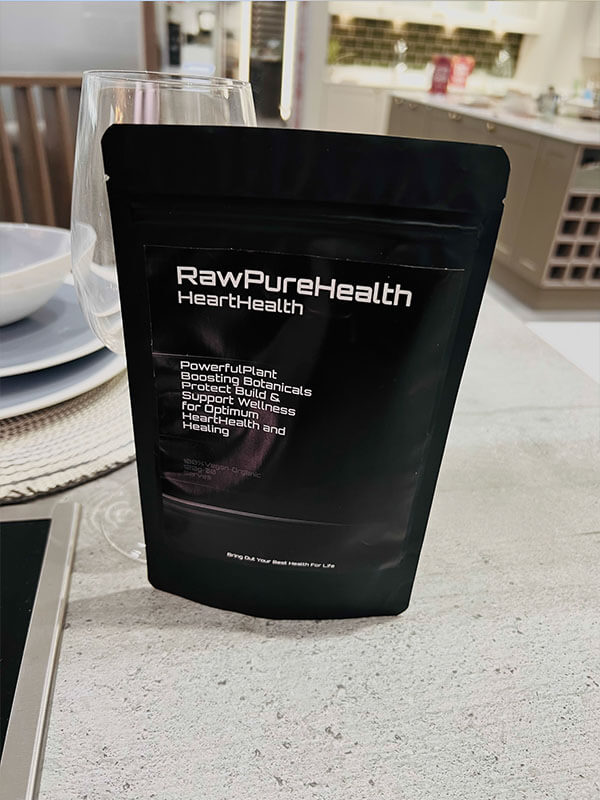 RawPureHealth
HeartHealth
PowerfulPlant
Boosting Botanicals
Protect Build &
Support Wellness
for Optimum
HeartHealth and
Healing
100%Vegan Organic
Serves
Bring Out Your Best Health For Life